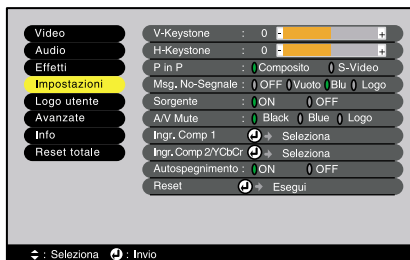 Video
Audio
Effetti
Impostazioni
Logo utente
Avanzate
Info
Reset totale
V-Keystone : 0 - +
H-Keystone : 0 - +
P in P : Composito S-Video
Msg. No-Segnale : OFF Vuoto Blu Logo
Sorgente : ON OFF
A/V Mute : Black Blue Logo
Ingr. Comp 1 Seleziona
Ingr. Comp 2/YCbCr Seleziona
Autospegnimento : ON OFF
Reset Esegui
: Seleziona : Invio